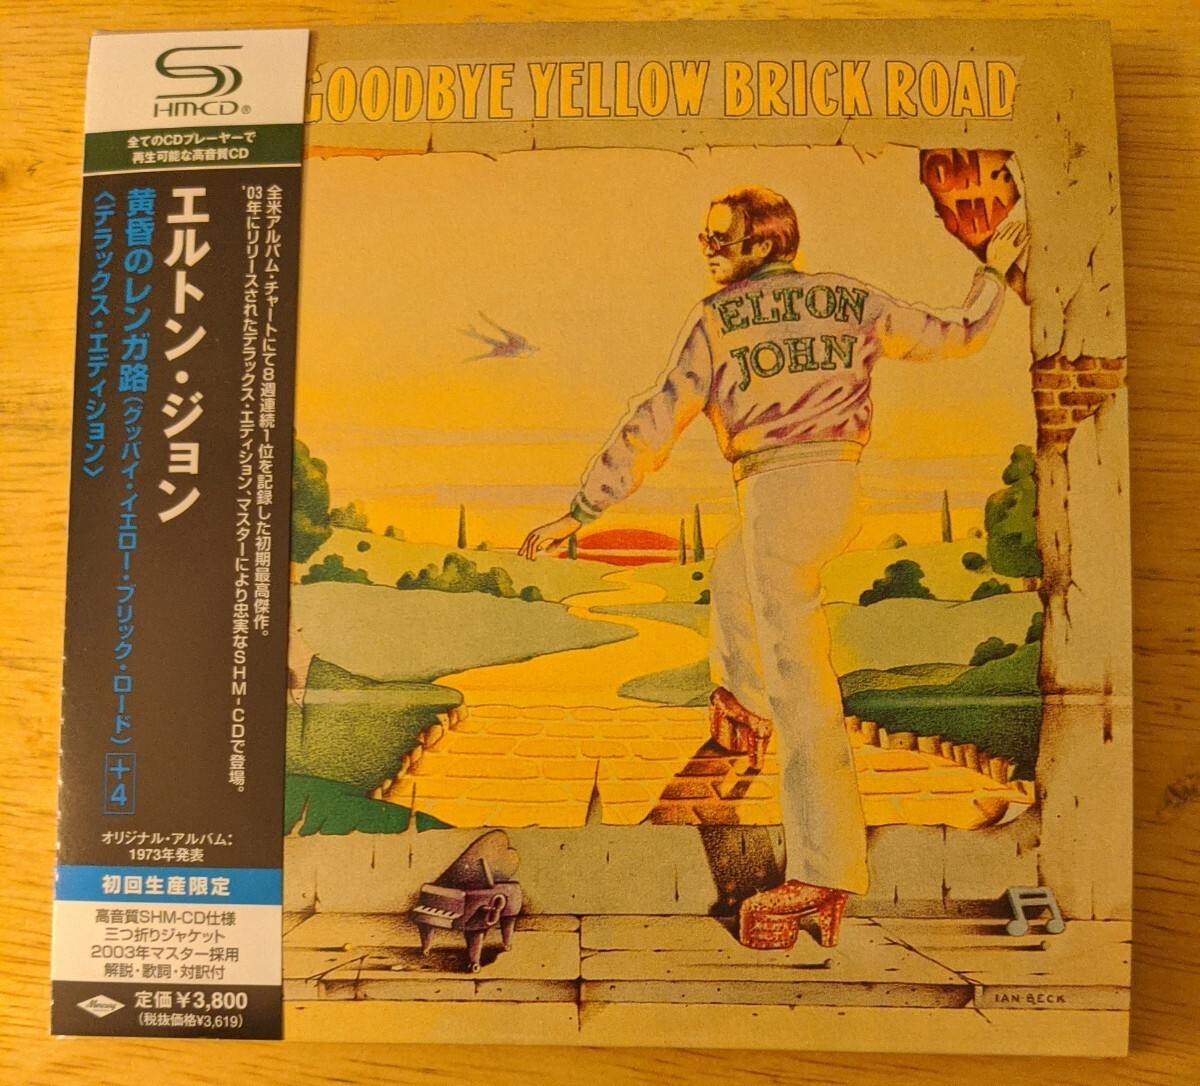 SHM-CD®
全てのCDプレーヤーで
再生可能な高音質CD
全米アルバム・チャートにて8週連続1位を記録した初期最高傑作。
'03年にリリースされたデラックス・エディション、マスターにより忠実なSHM-CDで登場。
エルトン・ジョン
黄昏のレンガ路(グッバイ・イエロー・ブリック・ロード)+4
〈デラックス・エディション〉
オリジナル・アルバム:
1973年発表
初回生産限定
高音質SHM-CD仕様
三つ折りジャケット
2003年マスター採用
解説・歌詞・対訳付
Mercury
定価¥3,800
(税抜価格¥3,619)
GOODBYE YELLOW BRICK ROAD
ON
OHN
ELTON
JOHN
IAN·BECK